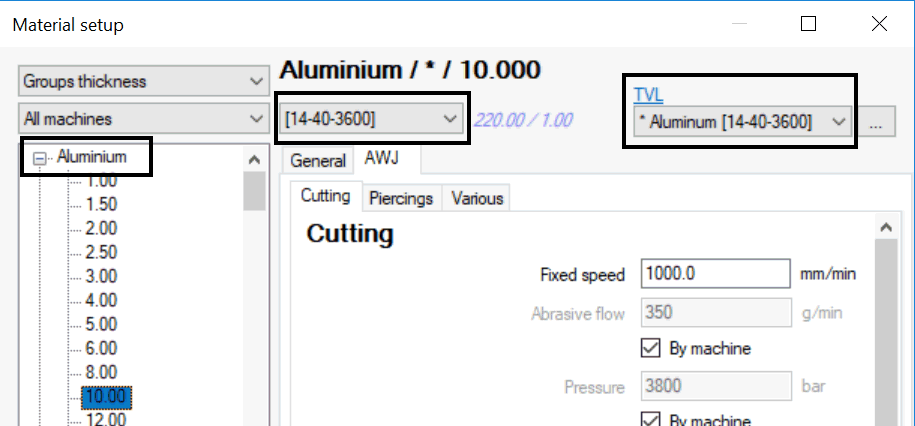 Material setup
Groups thickness
Aluminium / * / 10.000
TVL
All machines
[14-40-3600]
220.00 / 1.00
* Aluminum [14-40-3600]
...
Aluminium
1.00
1.50
2.00
2.50
3.00
4.00
5.00
6.00
8.00
10.00
12.00
General
AWJ
Cutting
Piercings
Various
Cutting
Fixed speed 1000.0 mm/min
Abrasive flow 350 g/min
By machine
Pressure 3800 bar
By machine